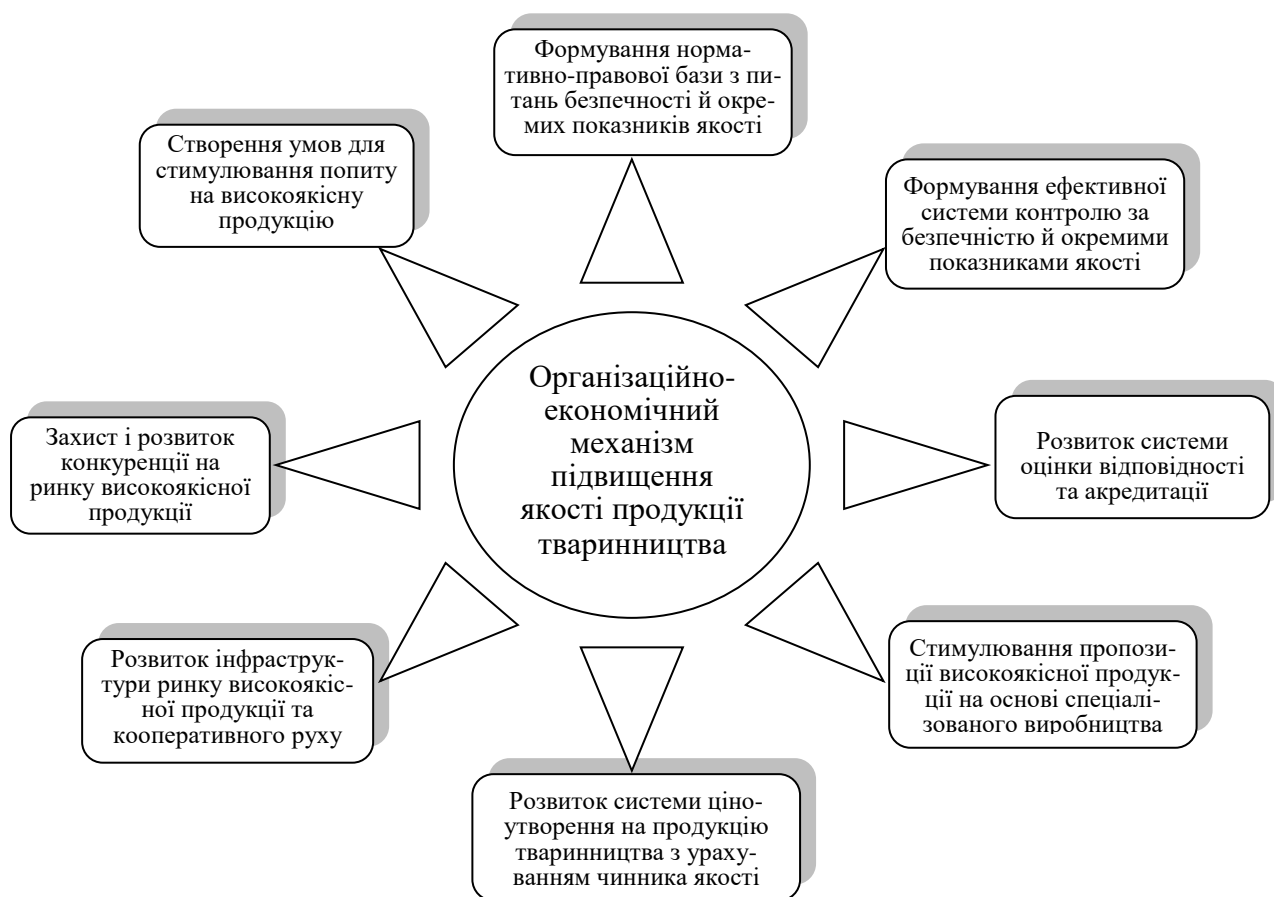 Формування норма-
тивно-правової бази з пи-
тань безпечності й окре-
мих показників якості
Створення умов для
стимулювання попиту
на високоякісну
продукцію
Формування ефективної
системи контролю за
безпечністю й окремими
показниками якості
Організаційно-
економічний
механізм
підвищення
якості продукції
тваринництва
Захист і розвиток
конкуренції на
ринку високоякісної
продукції
Розвиток системи
оцінки відповідності
та акредитації
Розвиток інфраструк-
тури ринку високоякіс-
ної продукції та
кооперативного руху
Стимулювання пропози-
ції високоякісної продук-
ції на основі спеціалі-
зованого виробництва
Розвиток системи ціно-
утворення на продукцію
тваринництва з ураху-
ванням чинника якості